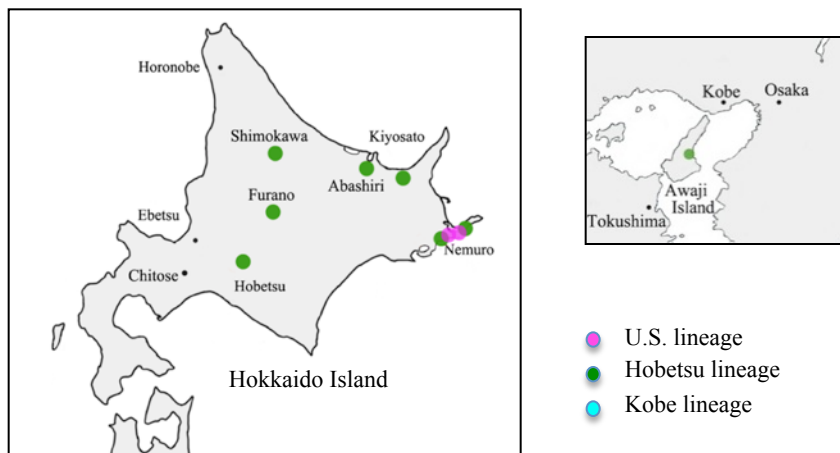 Horonobe
Shimokawa
Kiyosato
Abashiri
Furano
Ebetsu
Nemuro
Chitose
Hobetsu
Hokkaido Island
Kobe
Osaka
Awaji
Island
Tokushima
U.S. lineage
Hobetsu lineage
Kobe lineage